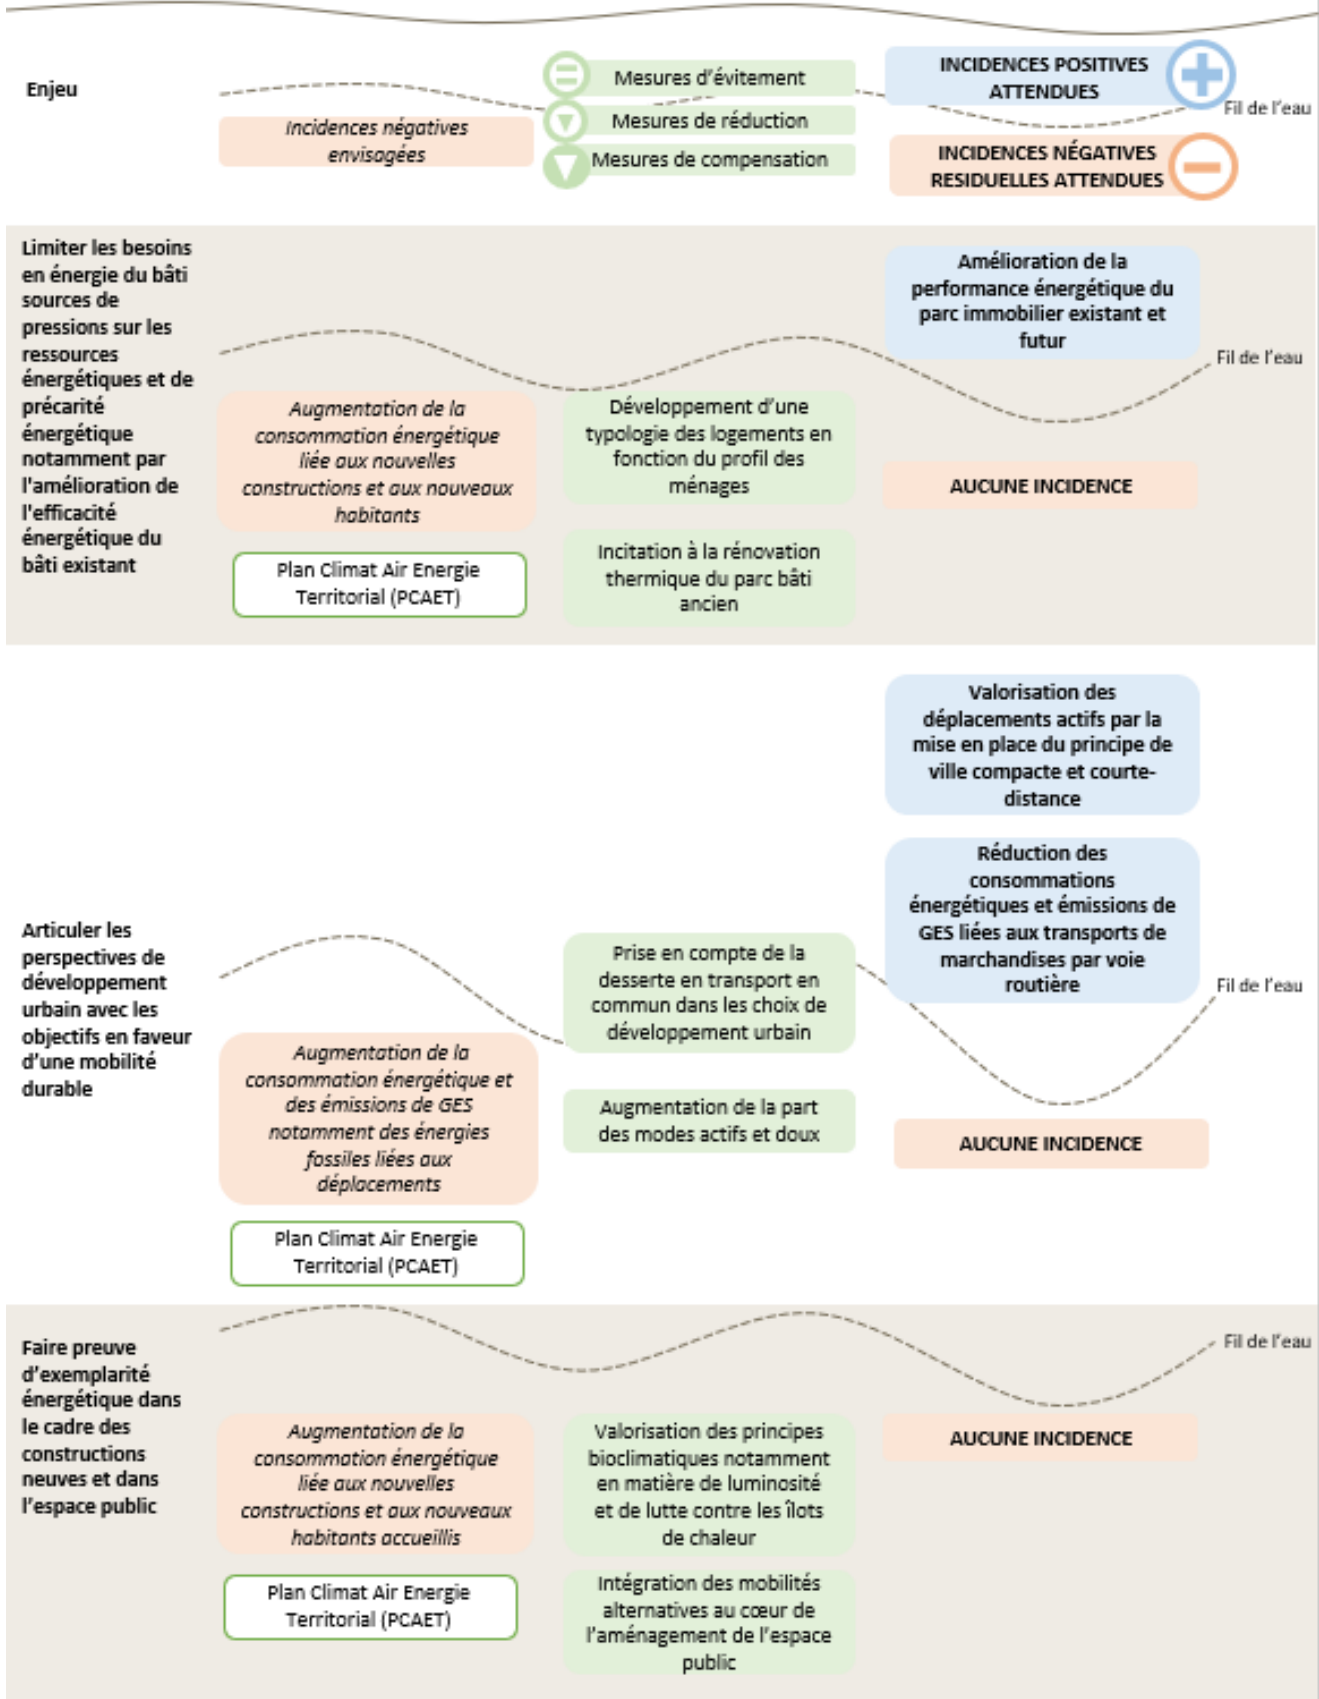 Enjeu
Incidences négatives
envisagées
Mesures d'évitement
Mesures de réduction
Mesures de compensation
INCIDENCES POSITIVES
ATTENDUES
Fil de l'eau
INCIDENCES NÉGATIVES
RESIDUELLES ATTENDUES
Limiter les besoins
en énergie du bâti
sources de
pressions sur les
ressources
énergétiques et de
précarité
énergétique
notamment par
l'amélioration de
l'efficacité
énergétique du
bâti existant
Augmentation de la
consommation énergétique
liée aux nouvelles
constructions et aux nouveaux
habitants
Plan Climat Air Energie
Territorial (PCAET)
Développement d'une
typologie des logements en
fonction du profil des
ménages
Incitation à la rénovation
thermique du parc bâti
ancien
Amélioration de la
performance énergétique du
parc immobilier existant et
futur
Fil de l'eau
AUCUNE INCIDENCE
Articuler les
perspectives de
développement
urbain avec les
objectifs en faveur
d'une mobilité
durable
Augmentation de la
consommation énergétique et
des émissions de GES
notamment des énergies
fossiles liées aux
déplacements
Plan Climat Air Energie
Territorial (PCAET)
Prise en compte de la
desserte en transport en
commun dans les choix de
développement urbain
Augmentation de la part
des modes actifs et doux
Valorisation des
déplacements actifs par la
mise en place du principe de
ville compacte et courte-
distance
Réduction des
consommations
énergétiques et émissions de
GES liées aux transports de
marchandises par voie
routière
Fil de l'eau
AUCUNE INCIDENCE
Faire preuve
d'exemplarité
énergétique dans
le cadre des
constructions
neuves et dans
l'espace public
Augmentation de la
consommation énergétique
liée aux nouvelles
constructions et aux nouveaux
habitants accueillis
Plan Climat Air Energie
Territorial (PCAET)
Valorisation des principes
bioclimatiques notamment
en matière de luminosité
et de lutte contre les îlots
de chaleur
Intégration des mobilités
alternatives au cœur de
l'aménagement de l'espace
public
Fil de l'eau
AUCUNE INCIDENCE